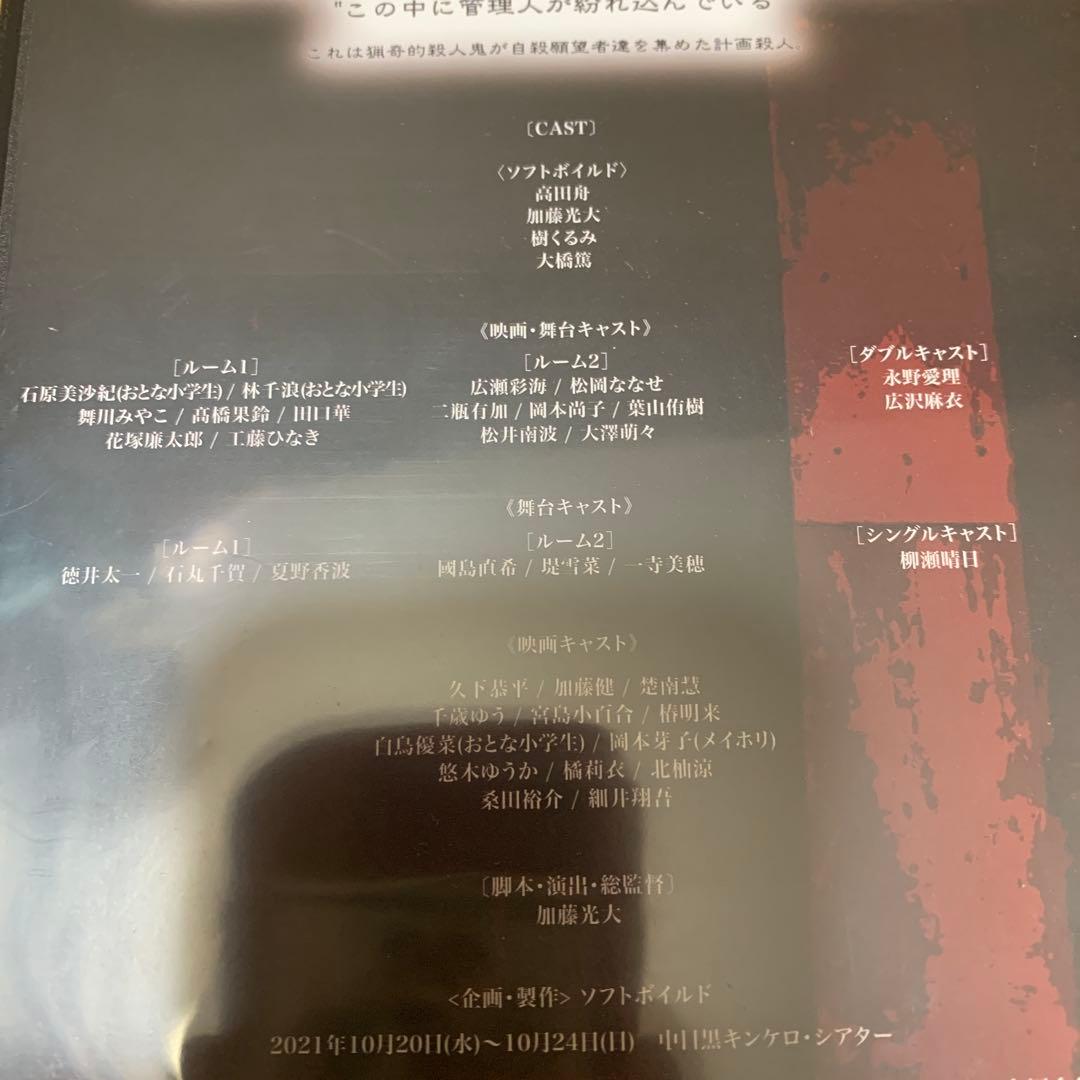 "この中に管理人が紛れ込んでいる
これは猟奇的殺人鬼が自殺願望者達を集めた計画殺人。
〔CAST〕
〈ソフトボイルド〉
高田舟
加藤光大
樹くるみ
大橋篤
《映画・舞台キャスト》
［ルーム1］
石原美沙紀(おとな小学生) / 林千浪(おとな小学生)
舞川みやこ / 髙橋果鈴 / 田口華
花塚廉太郎 / 工藤ひなき
［ルーム2］
広瀬彩海 / 松岡ななせ
二瓶有加 / 岡本尚子 / 葉山侑樹
松井南波 / 大澤萌々
［ダブルキャスト］
永野愛理
広沢麻衣
《舞台キャスト》
［ルーム1］
徳井太一 / 石丸千賀 / 夏野香波
［ルーム2］
國島直希 / 堤雪菜 / 一寺美穂
［シングルキャスト］
柳瀬晴日
《映画キャスト》
久下恭平 / 加藤健 / 楚南慧
千歳ゆう / 宮島小百合 / 椿明来
白鳥優菜(おとな小学生) / 岡本芽子(メイホリ)
悠木ゆうか / 橘莉衣 / 北柚涼
桑田裕介 / 細井翔吾
〔脚本・演出・総監督〕
加藤光大
<企画・製作> ソフトボイルド
2021年10月20日(水)～10月24日(日) 中目黒キンケロ・シアター